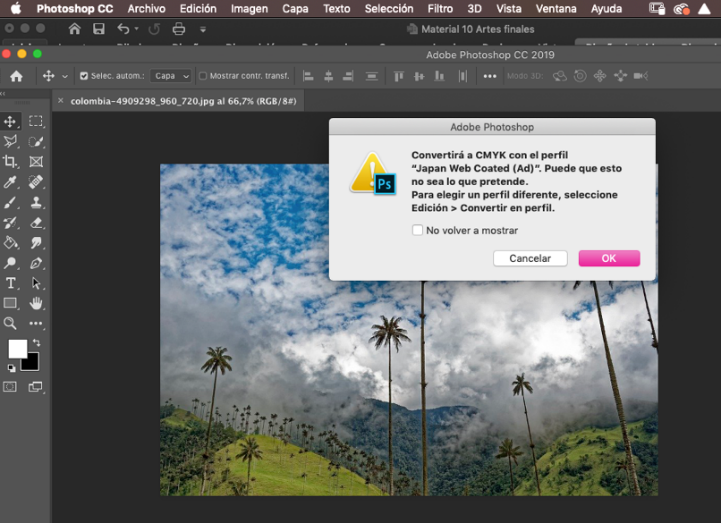 Photoshop CC Archivo Edición Imagen Capa Texto Selección Filtro 3D Vista Ventana Ayuda
Material 10 Artes finales
Adobe Photoshop CC 2019
Selec. autom.: Capa Mostrar contr. transf. Modo 3D:
colombia-4909298_960_720.jpg al 66,7% (RGB/8#)
Adobe Photoshop
Convertirá a CMYK con el perfil
“Japan Web Coated (Ad)”. Puede que esto
no sea lo que pretende.
Para elegir un perfil diferente, seleccione
Edición > Convertir en perfil.
Ps
No volver a mostrar
Cancelar OK